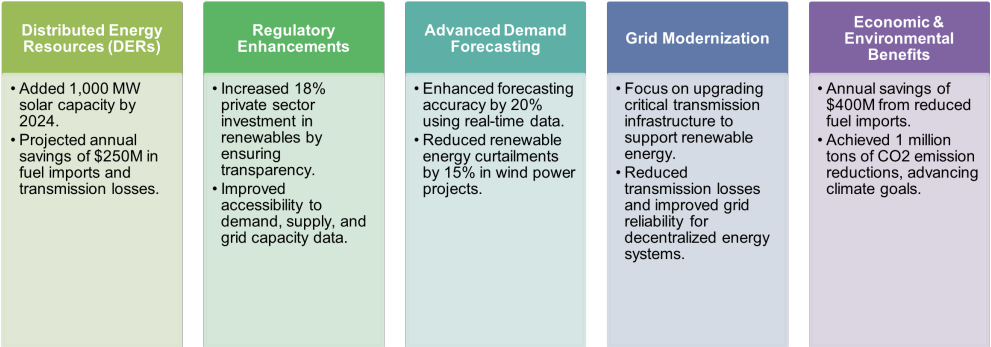 Distributed Energy
Resources (DERs)
• Added 1,000 MW
solar capacity by
2024.
• Projected annual
savings of $250M in
fuel imports and
transmission losses.
Regulatory
Enhancements
• Increased 18%
private sector
investment in
renewables by
ensuring
transparency.
• Improved
accessibility to
demand, supply, and
grid capacity data.
Advanced Demand
Forecasting
• Enhanced forecasting
accuracy by 20%
using real-time data.
• Reduced renewable
energy curtailments
by 15% in wind power
projects.
Grid Modernization
• Focus on upgrading
critical transmission
infrastructure to
support renewable
energy.
• Reduced
transmission losses
and improved grid
reliability for
decentralized energy
systems.
Economic &
Environmental
Benefits
• Annual savings of
$400M from reduced
fuel imports.
• Achieved 1 million
tons of CO2 emission
reductions, advancing
climate goals.